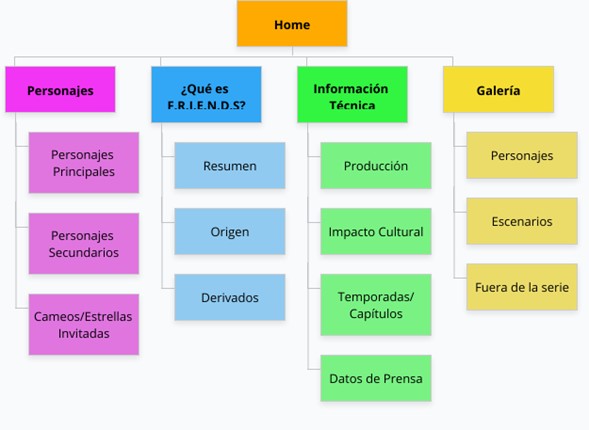 Home
Personajes
¿Qué es
F.R.I.E.N.D.S?
Información
Técnica
Galería
Personajes
Principales
Personajes
Secundarios
Cameos/Estrellas
Invitadas
Resumen
Origen
Derivados
Producción
Impacto Cultural
Temporadas/
Capítulos
Datos de Prensa
Personajes
Escenarios
Fuera de la serie